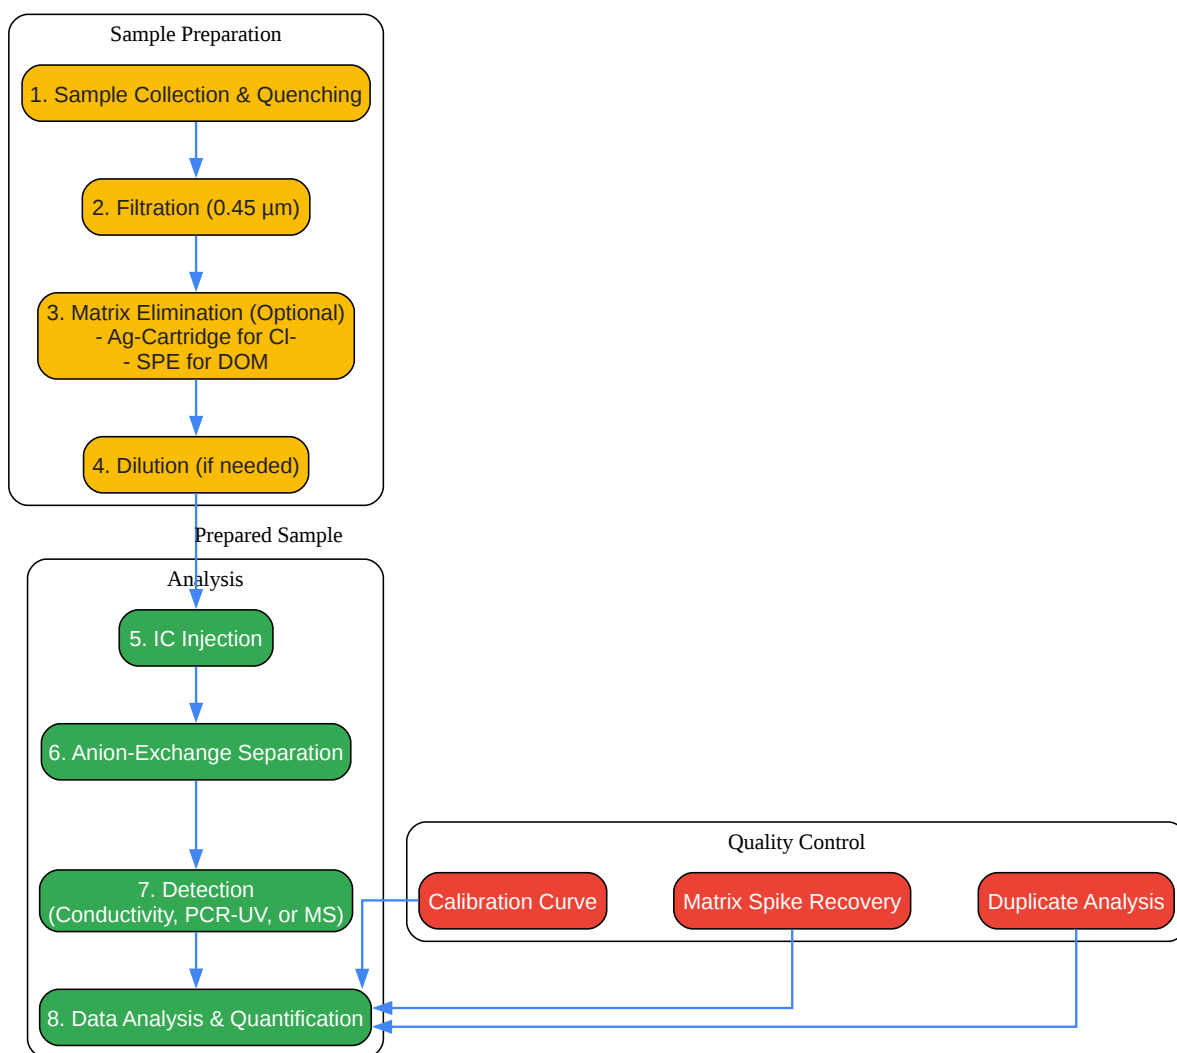 Sample Preparation
1. Sample Collection & Quenching
2. Filtration (0.45 µm)
3. Matrix Elimination (Optional)
- Ag-Cartridge for Cl-
- SPE for DOM
4. Dilution (if needed)
Prepared Sample
Analysis
5. IC Injection
6. Anion-Exchange Separation
7. Detection
(Conductivity, PCR-UV, or MS)
8. Data Analysis & Quantification
Quality Control
Calibration Curve
Matrix Spike Recovery
Duplicate Analysis